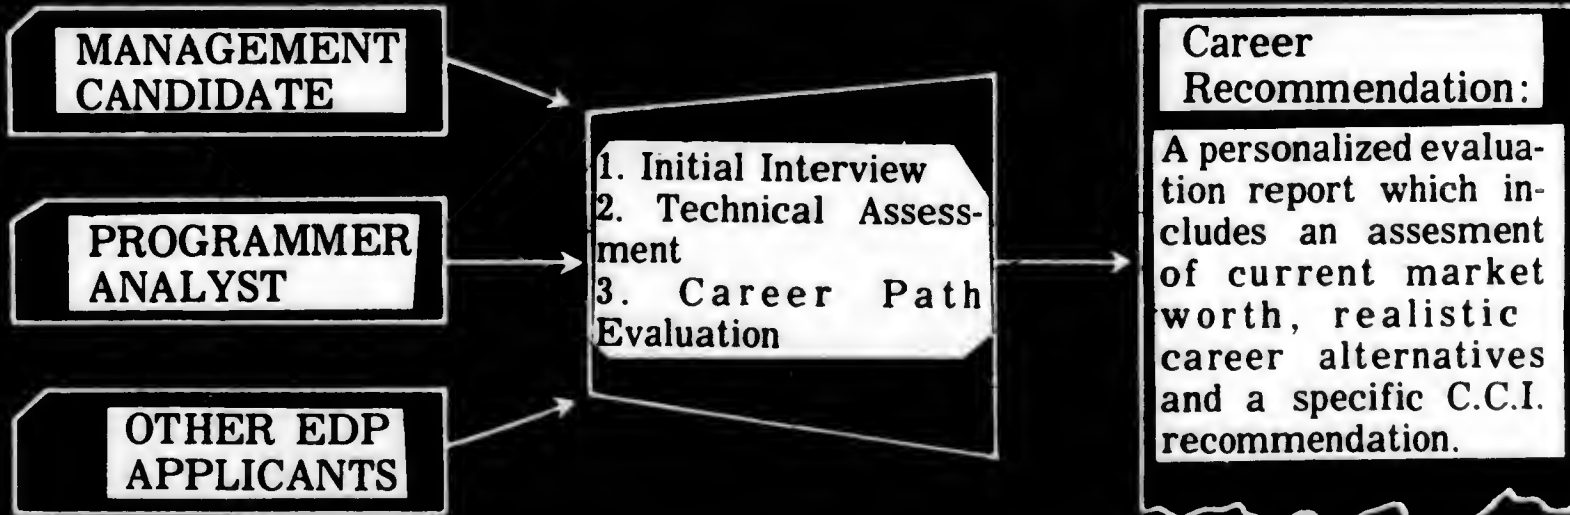 MANAGEMENT
CANDIDATE
PROGRAMMER
ANALYST
OTHER EDP
APPLICANTS
1. Initial Interview
2. Technical Assess-
ment
3. Career Path
Evaluation
Career
Recommendation:
A personalized evalua-
tion report which in-
cludes an assesment
of current market
worth, realistic
career alternatives
and a specific C.C.I.
recommendation.